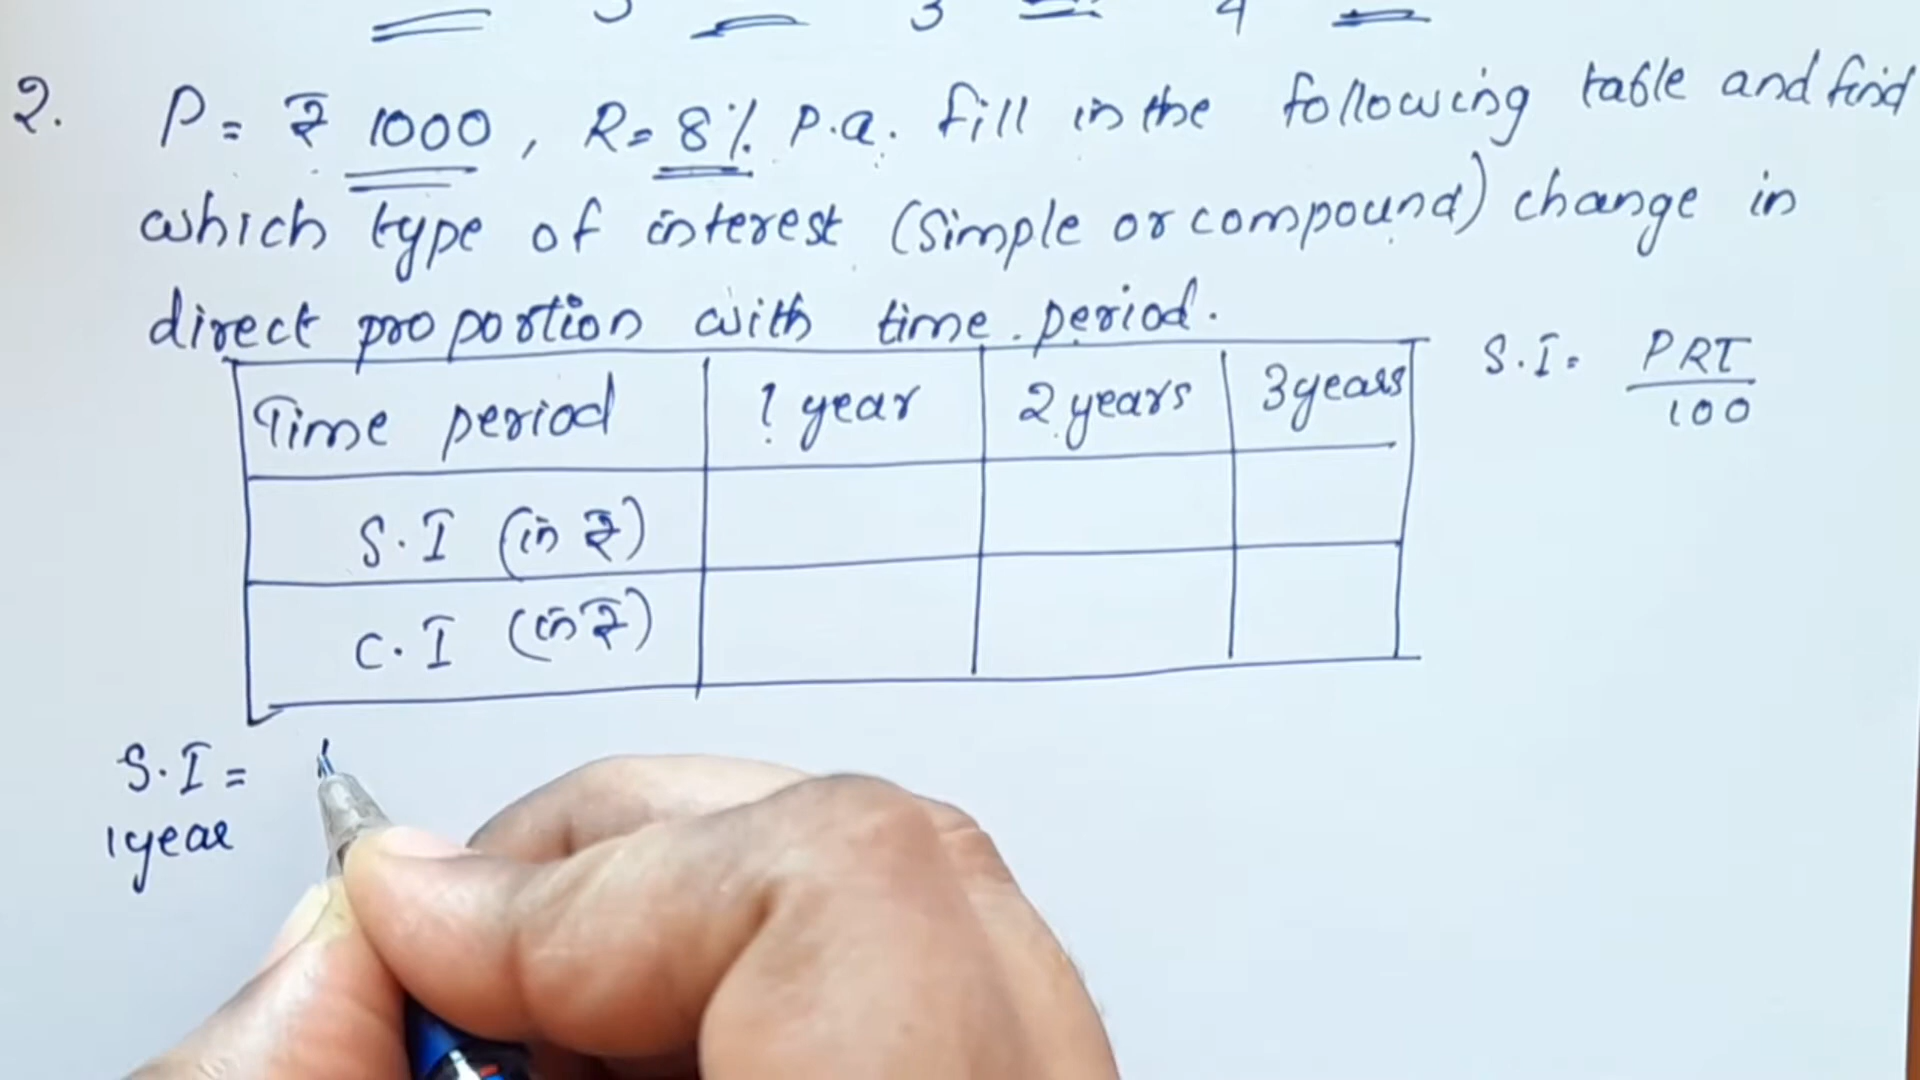 3 4
2. P = ₹ 1000, R = 8% p.a. fill in the following table and find
which type of interest (simple or compound) change in
direct proportion with time period.
S.I = PRT
100
Time period 1 year 2 years 3 years
S.I (in ₹)
C.I (in ₹)
S.I =
1 year